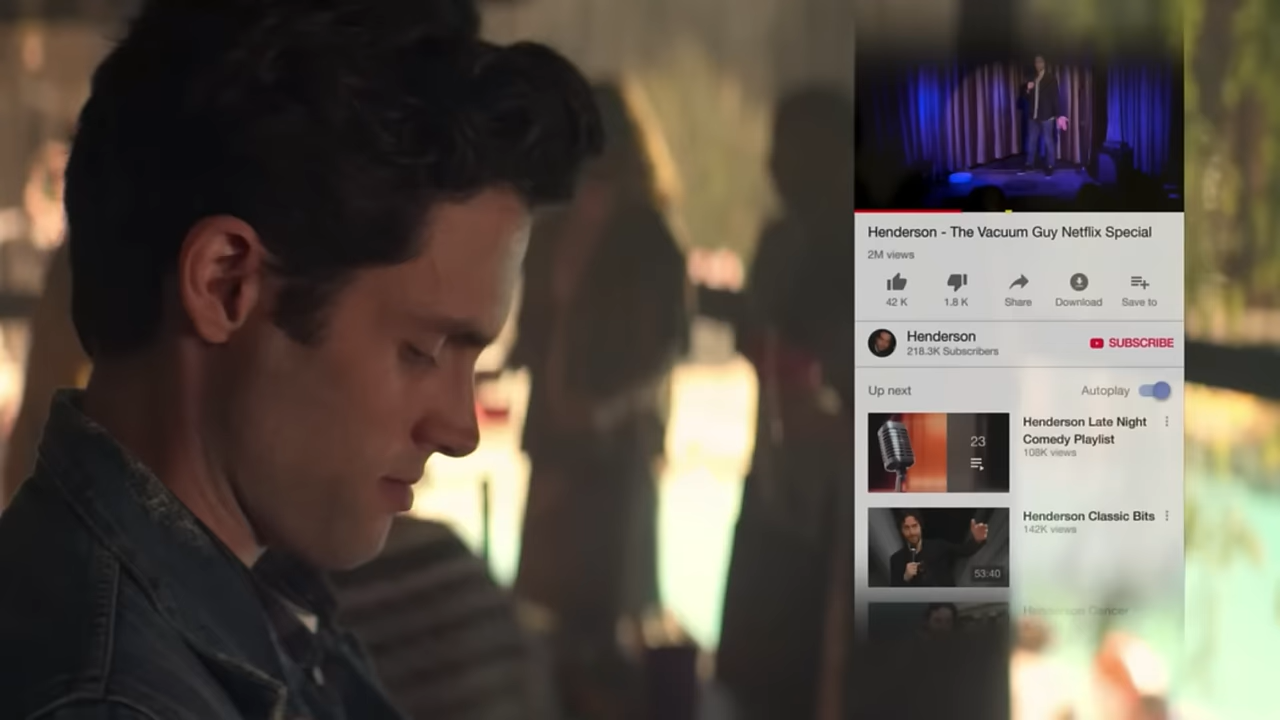 Henderson - The Vacuum Guy Netflix Special
2M views
42 K
1.8 K
Share
Download
Save to
Henderson
218.3K Subscribers
SUBSCRIBE
Up next
Autoplay
23
Henderson Late Night
Comedy Playlist
108K views
Henderson Classic Bits
142K views
53:40
Henderson Cancer